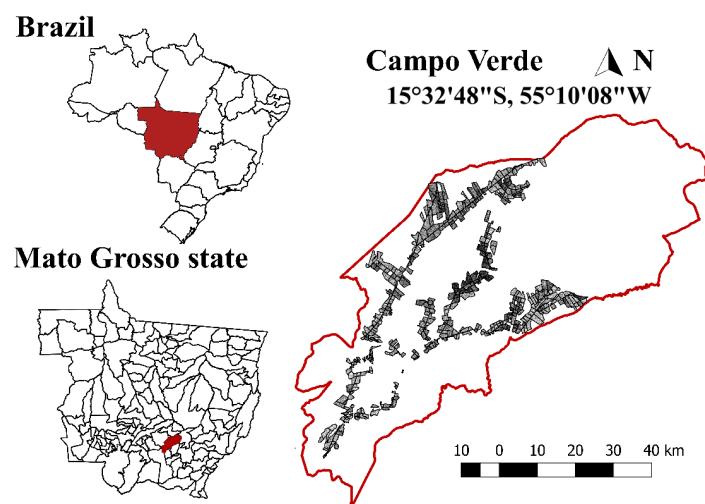 Brazil
Campo Verde N
15°32'48"S, 55°10'08"W
Mato Grosso state
10 0 10 20 30 40 km